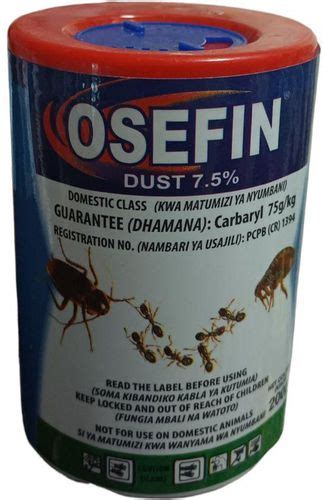 OSEFIN®
DUST 7.5%
DOMESTIC CLASS (KWA MATUMIZI YA NYUMBANI)
GUARANTEE (DHAMANA): Carbaryl 75g/kg
REGISTRATION NO. (NAMBARI YA USAJILI): PCPB (CR) 1394
READ THE LABEL BEFORE USING
(SOMA KIBANDIKO KABLA YA KUTUMIA)
KEEP LOCKED AND OUT OF REACH OF CHILDREN
(FUNGIA MBALI NA WATOTO)
NOT FOR USE ON DOMESTIC ANIMALS
SI YA MATUMIZI KWA WANYAMA WA NYUMBANI
NET
200
CAUTION